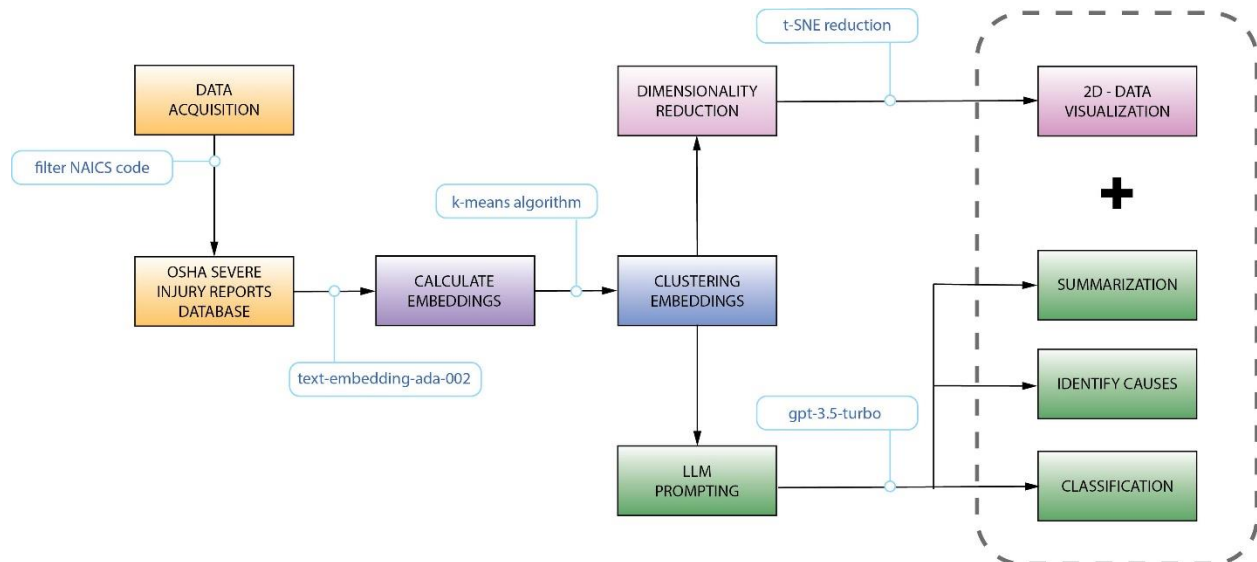 t-SNE reduction
DATA
ACQUISITION
DIMENSIONALITY
REDUCTION
2D - DATA
VISUALIZATION
filter NAICS code
k-means algorithm
+
OSHA SEVERE
INJURY REPORTS
DATABASE
CALCULATE
EMBEDDINGS
CLUSTERING
EMBEDDINGS
SUMMARIZATION
text-embedding-ada-002
IDENTIFY CAUSES
gpt-3.5-turbo
LLM
PROMPTING
CLASSIFICATION